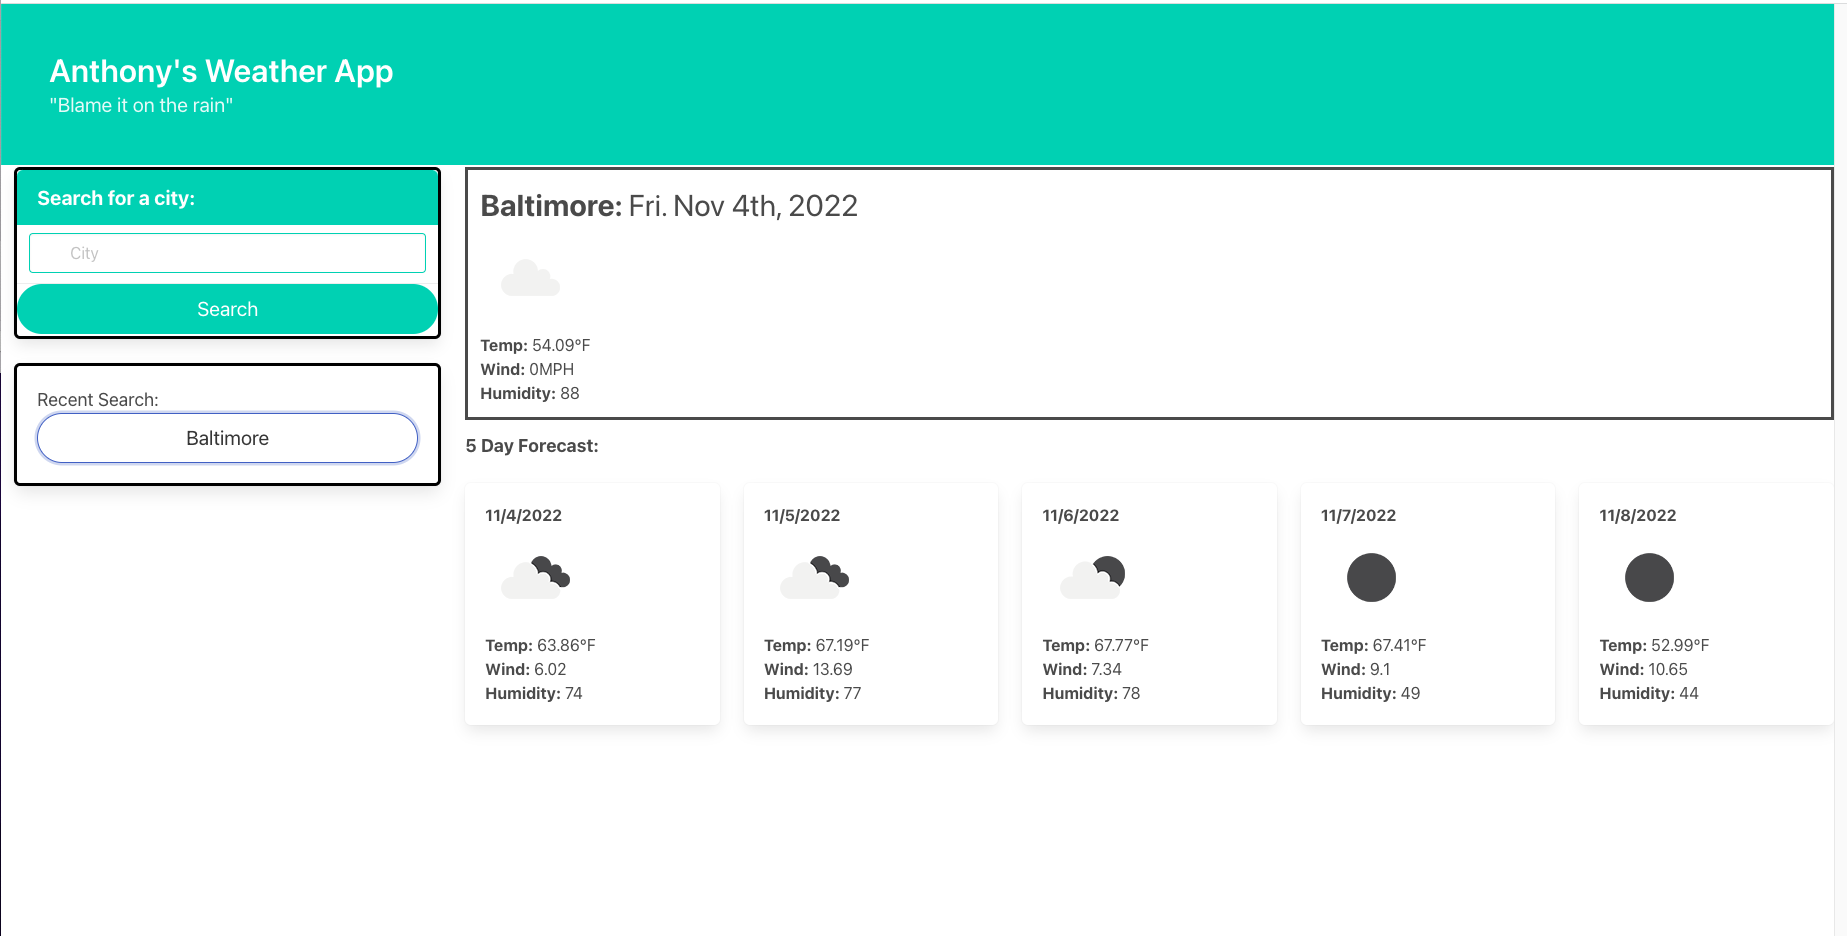 Anthony's Weather App
"Blame it on the rain"
Search for a city:
City
Search
Recent Search:
Baltimore
Baltimore: Fri. Nov 4th, 2022
Temp: 54.09°F
Wind: 0MPH
Humidity: 88
5 Day Forecast:
11/4/2022
Temp: 63.86°F
Wind: 6.02
Humidity: 74
11/5/2022
Temp: 67.19°F
Wind: 13.69
Humidity: 77
11/6/2022
Temp: 67.77°F
Wind: 7.34
Humidity: 78
11/7/2022
Temp: 67.41°F
Wind: 9.1
Humidity: 49
11/8/2022
Temp: 52.99°F
Wind: 10.65
Humidity: 44